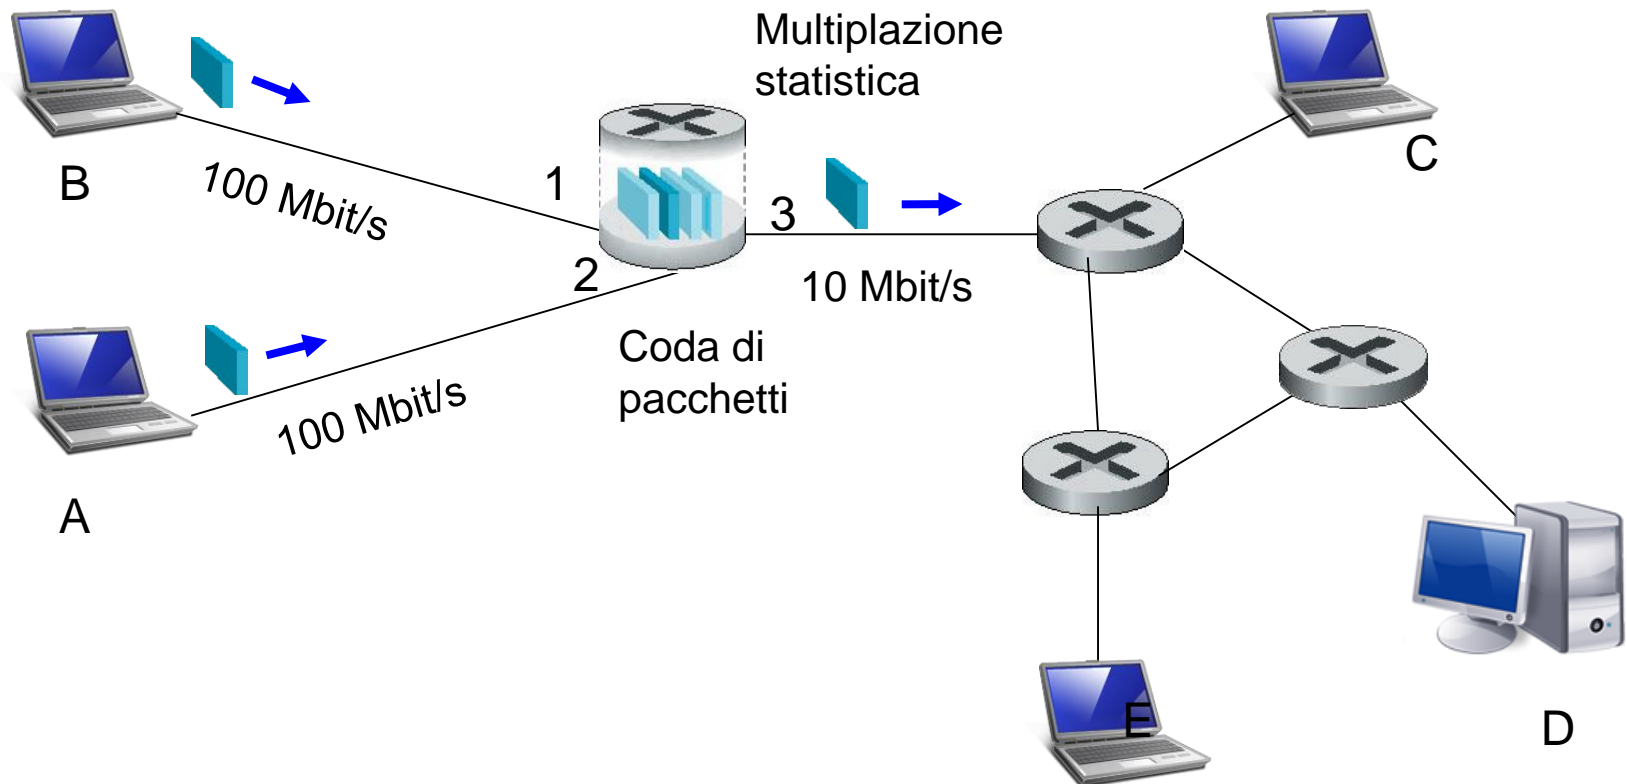 Multiplazione
statistica
B
100 Mbit/s
1
3
C
2
10 Mbit/s
Coda di
pacchetti
100 Mbit/s
A
E
D